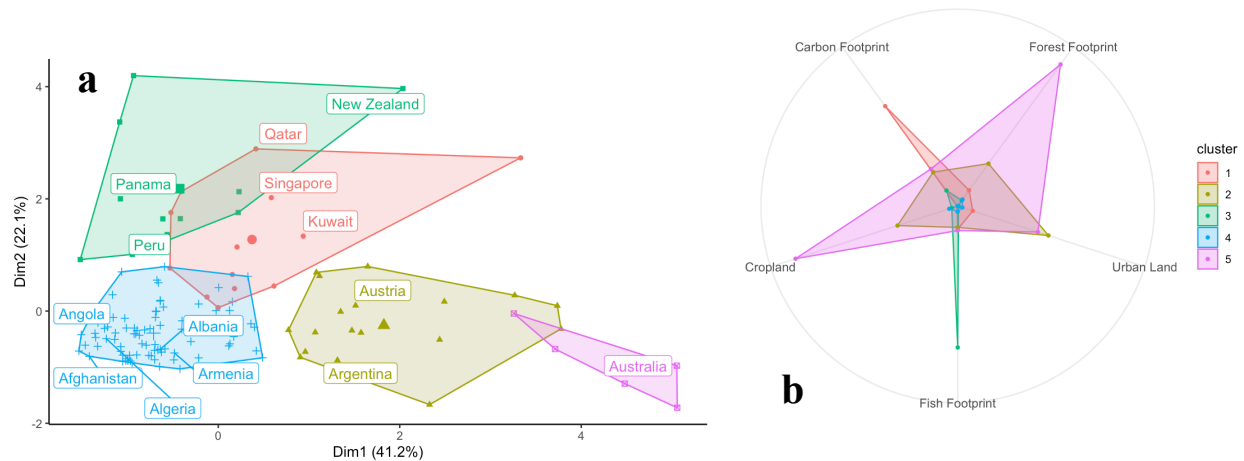 a
4
2
0
-2
Dim2 (22.1%)
New Zealand
Qatar
Panama
Singapore
Kuwait
Peru
Angola
Albania
Afghanistan
Armenia
Algeria
Austria
Argentina
Australia
0
2
4
Dim1 (41.2%)
Carbon Footprint
Forest Footprint
Cropland
Urban Land
Fish Footprint
b
cluster
1
2
3
4
5